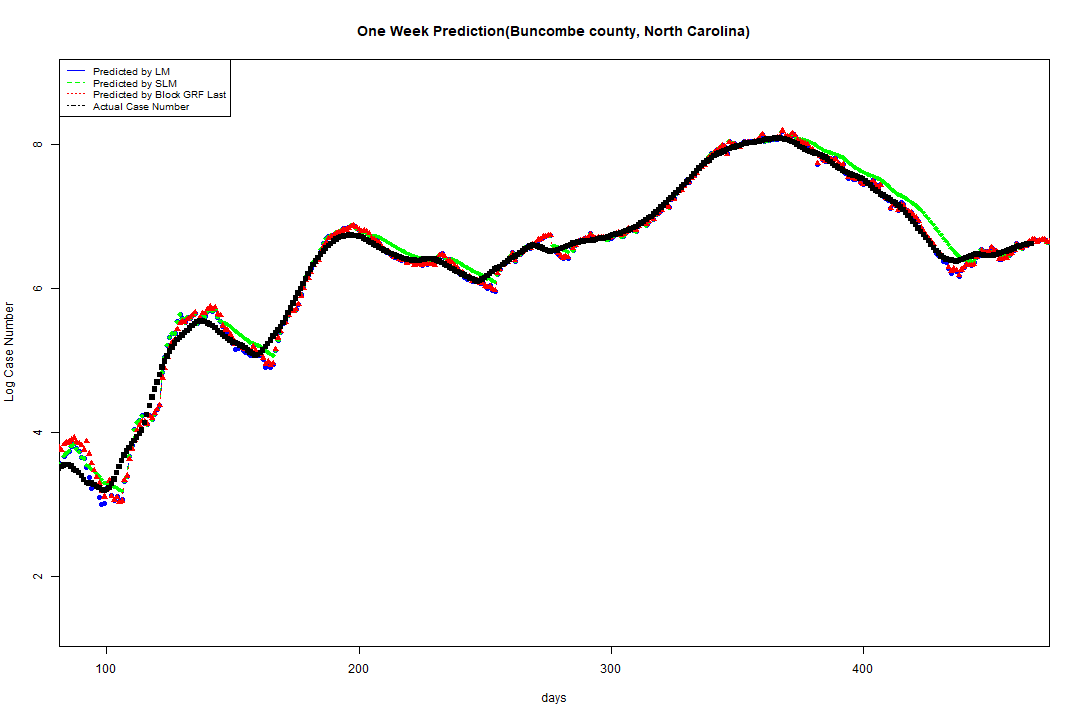 One Week Prediction(Buncombe county, North Carolina)
Predicted by LM
Predicted by SLM
Predicted by Block GRF Last
Actual Case Number
8
6
4
2
Log Case Number
100 200 300 400
days